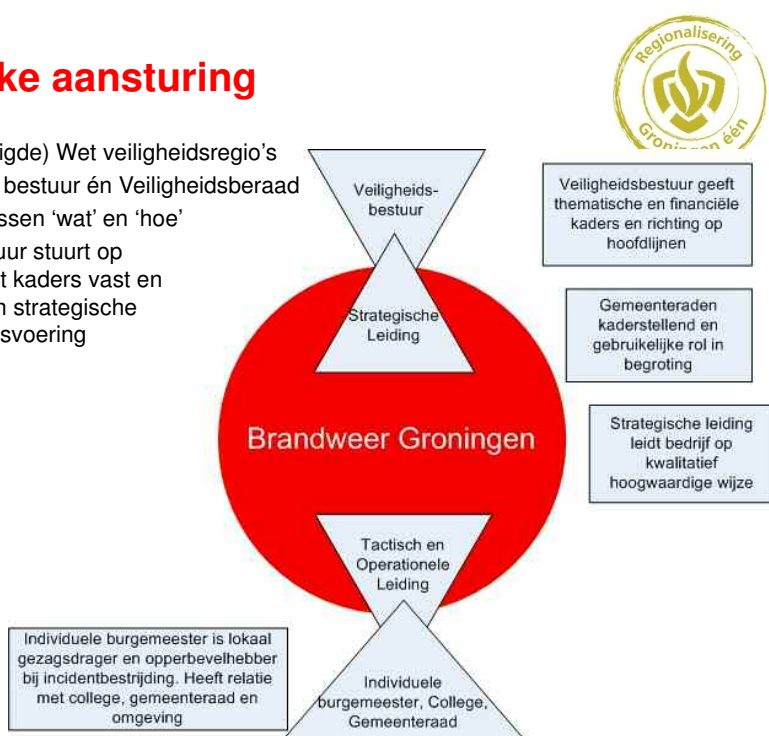 ke aansturing
Regionalisering
Groningen één
igde) Wet veiligheidsregio's
bestuur én Veiligheidsberaad
ssen 'wat' en 'hoe'
uur stuurt op
t kaders vast en
n strategische
svoering
Veiligheids-
bestuur
Strategische
Leiding
Brandweer Groningen
Tactisch en
Operationele
Leiding
Individuele
burgemeester, College,
Gemeenteraad
Veiligheidsbestuur geeft
thematische en financiële
kaders en richting op
hoofdlijnen
Gemeenteraden
kaderstellend en
gebruikelijke rol in
begroting
Strategische leiding
leidt bedrijf op
kwalitatief
hoogwaardige wijze
Individuele burgemeester is lokaal
gezagsdrager en opperbevelhebber
bij incidentbestrijding. Heeft relatie
met college, gemeenteraad en
omgeving